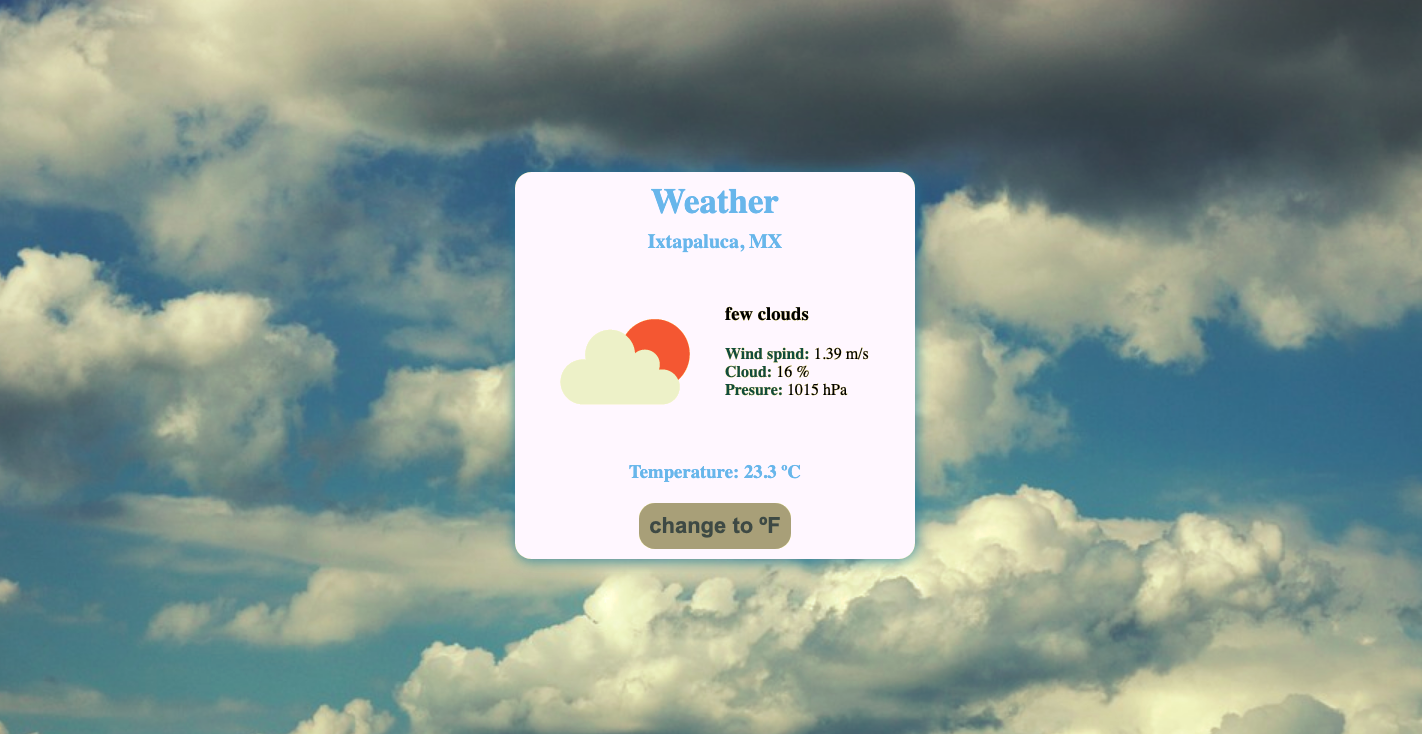 Weather
Ixtapaluca, MX
few clouds
Wind spind: 1.39 m/s
Cloud: 16 %
Presure: 1015 hPa
Temperature: 23.3 ºC
change to ºF